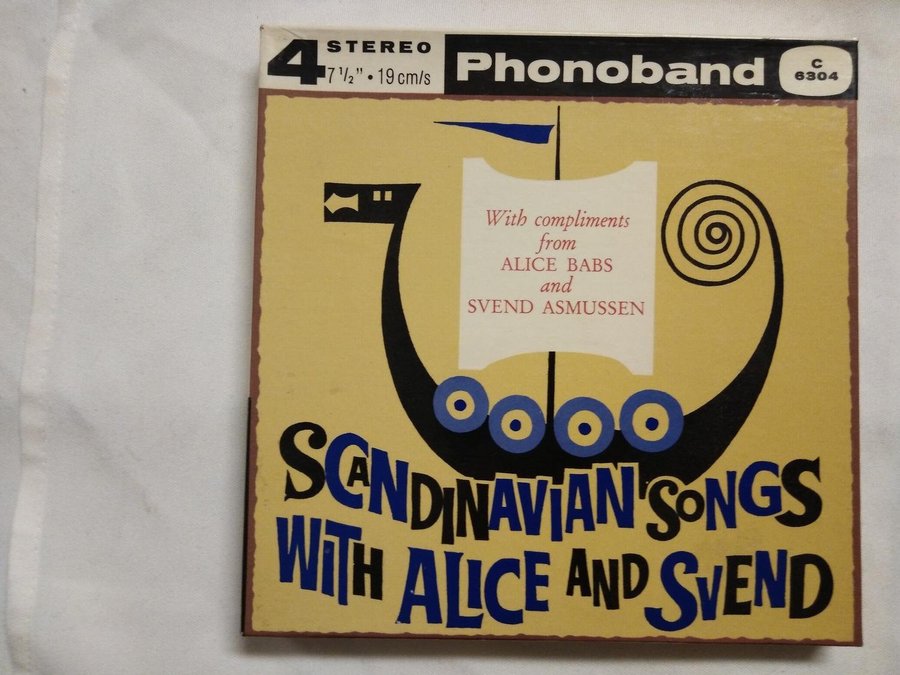 4 STEREO
7 1/2" • 19 cm/s
Phonoband
C
6304
With compliments
from
ALICE BABS
and
SVEND ASMUSSEN
SCANDINAVIAN SONGS
WITH ALICE AND SVEND